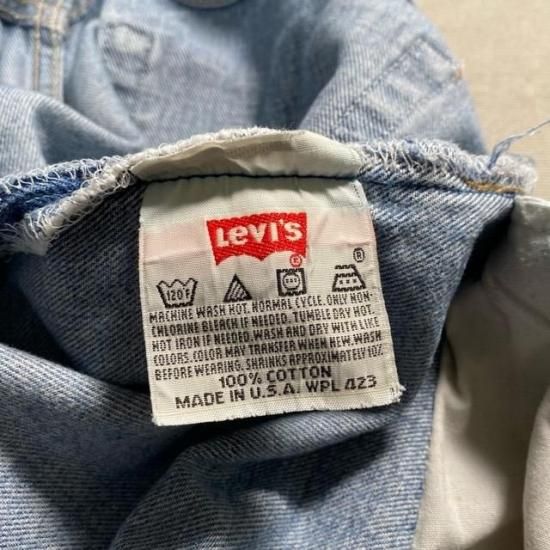 LEVI'S
®
®
120F
MACHINE WASH HOT. NORMAL CYCLE. ONLY NON-
CHLORINE BLEACH IF NEEDED. TUMBLE DRY HOT.
HOT IRON IF NEEDED. WASH AND DRY WITH LIKE
COLORS. COLOR MAY TRANSFER WHEN NEW. WASH
BEFORE WEARING. SHRINKS APPROXIMATELY 10%
100% COTTON
MADE IN U.S.A. WPL 423